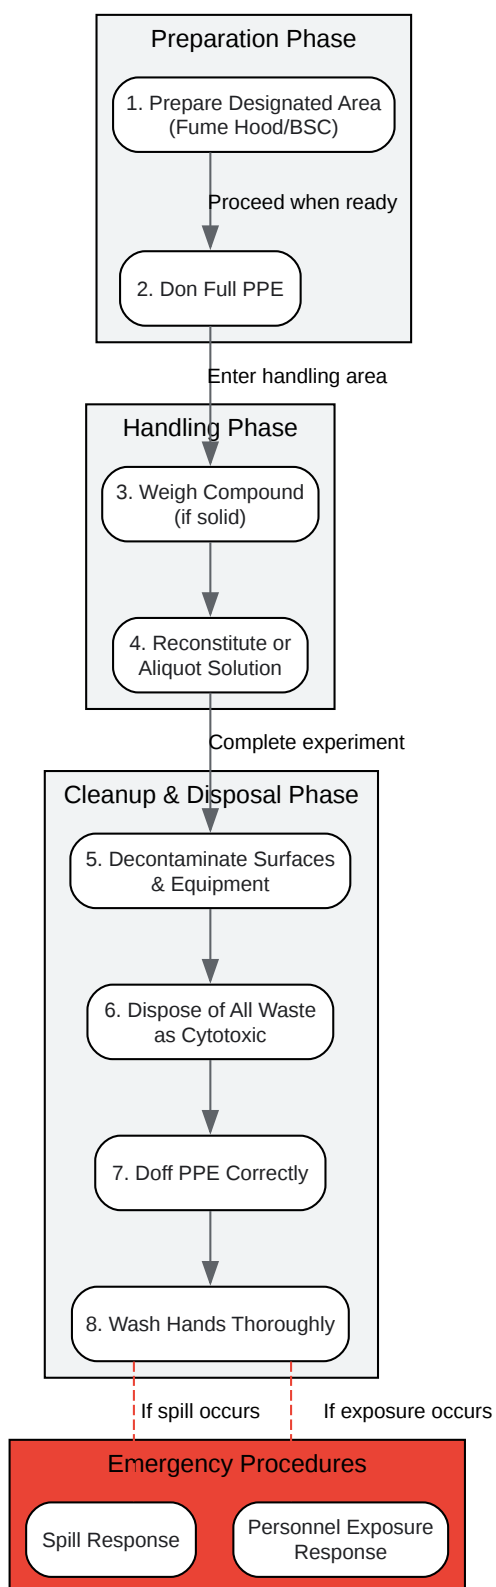 Preparation Phase
1. Prepare Designated Area
(Fume Hood/BSC)
Proceed when ready
2. Don Full PPE
Enter handling area
Handling Phase
3. Weigh Compound
(if solid)
4. Reconstitute or
Aliquot Solution
Complete experiment
Cleanup & Disposal Phase
5. Decontaminate Surfaces
& Equipment
6. Dispose of All Waste
as Cytotoxic
7. Doff PPE Correctly
8. Wash Hands Thoroughly
If spill occurs
If exposure occurs
Emergency Procedures
Spill Response
Personnel Exposure
Response